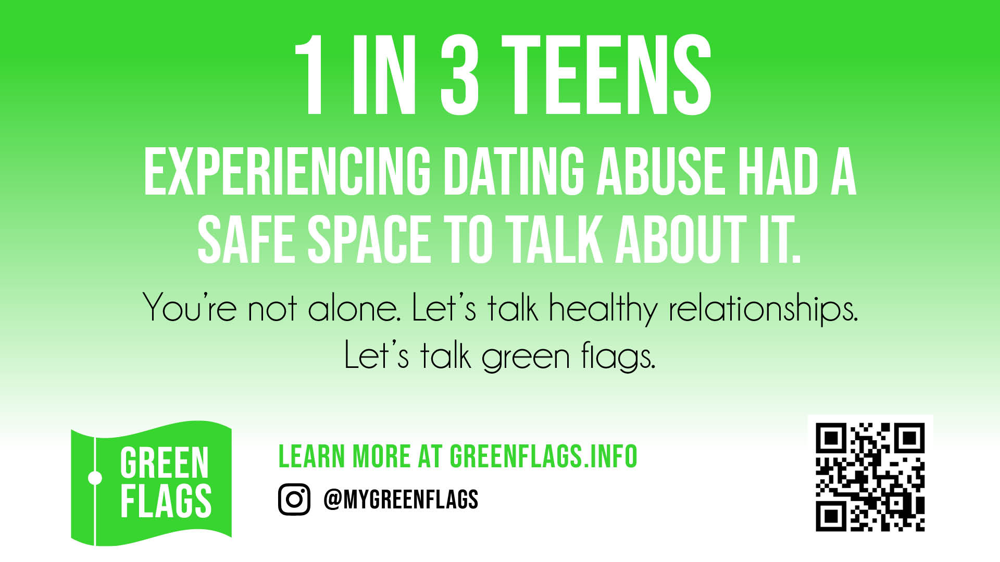 1 IN 3 TEENS
EXPERIENCING DATING ABUSE HAD A
SAFE SPACE TO TALK ABOUT IT.
You're not alone. Let's talk healthy relationships.
Let's talk green flags.
GREEN
FLAGS
LEARN MORE AT GREENFLAGS.INFO
@MYGREENFLAGS